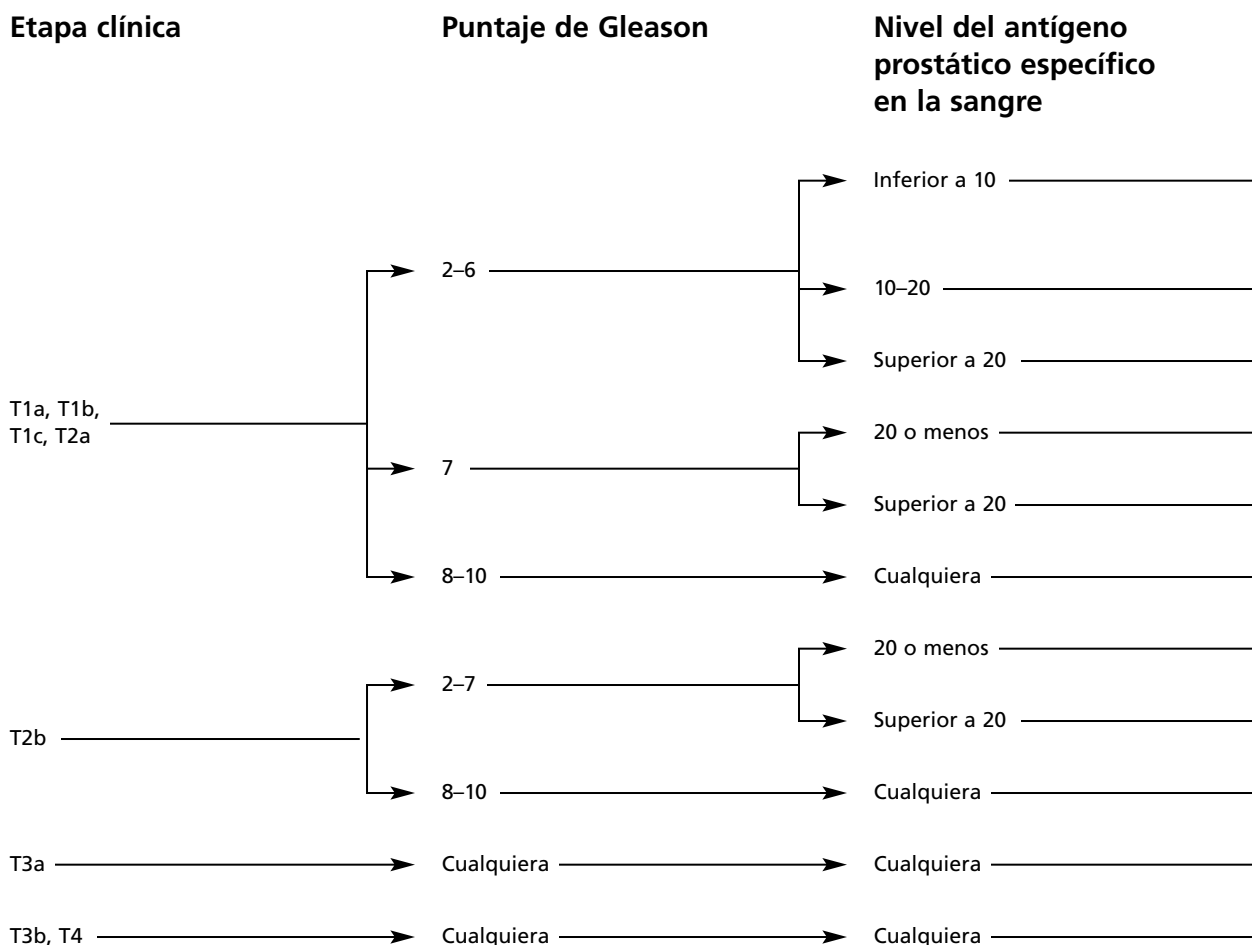 Etapa clínica
Puntaje de Gleason
Nivel del antígeno
prostático específico
en la sangre
Inferior a 10
2–6
10–20
Superior a 20
T1a, T1b,
T1c, T2a
20 o menos
7
Superior a 20
8–10
Cualquiera
20 o menos
2–7
Superior a 20
T2b
8–10
Cualquiera
T3a
Cualquiera
Cualquiera
T3b, T4
Cualquiera
Cualquiera